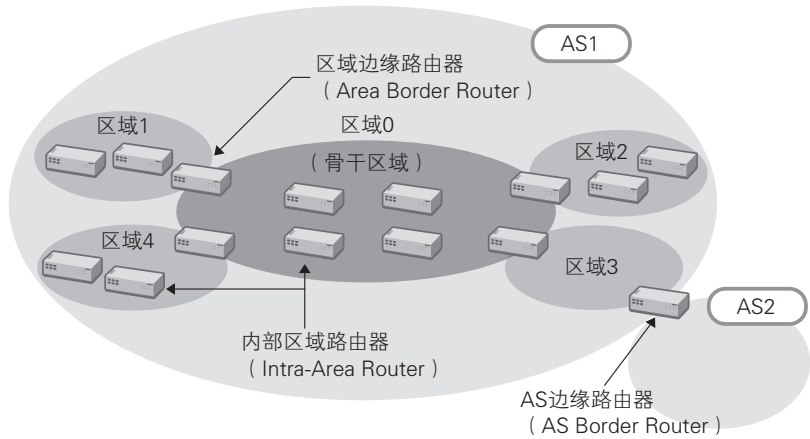 AS1
区域边缘路由器
（Area Border Router）
区域1
区域0
（骨干区域）
区域2
区域4
区域3
AS2
内部区域路由器
（Intra-Area Router）
AS边缘路由器
（AS Border Router）